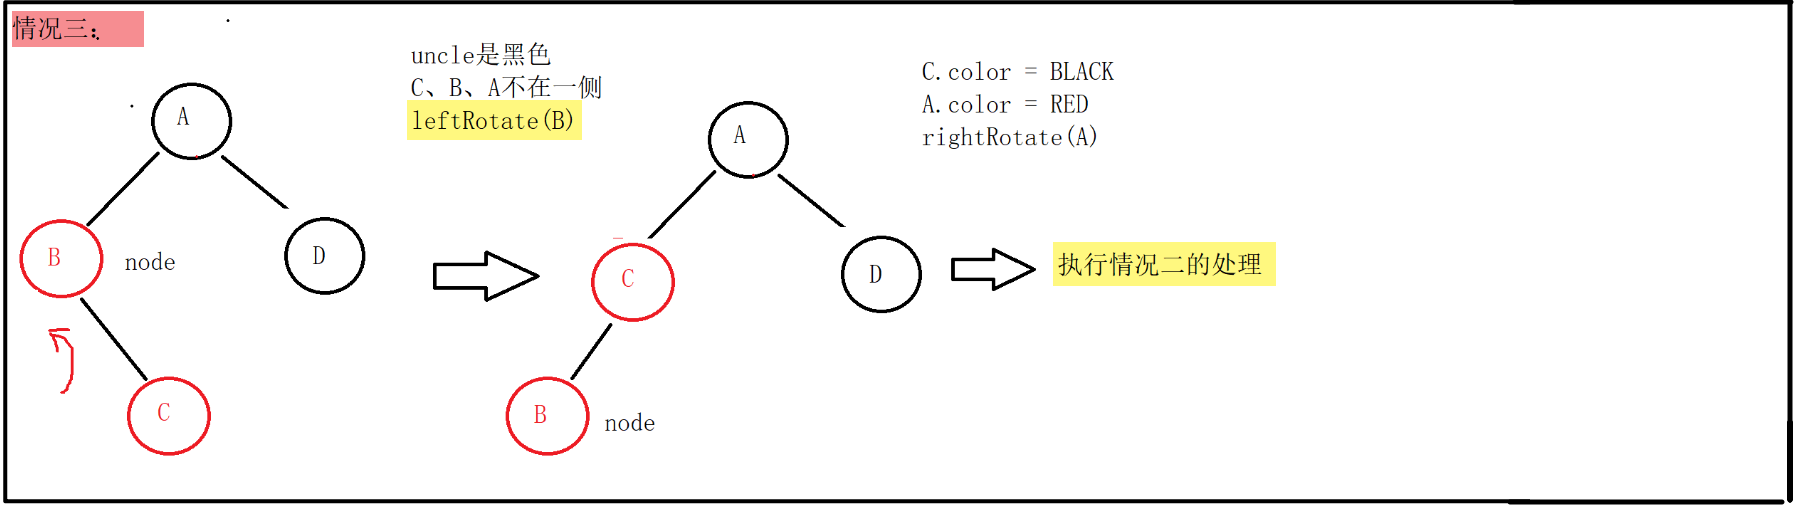 情况三：
uncle是黑色
C、B、A不在一侧
leftRotate(B)
C.color = BLACK
A.color = RED
rightRotate(A)
A
B
node
D
C
A
C
D
B
node
执行情况二的处理